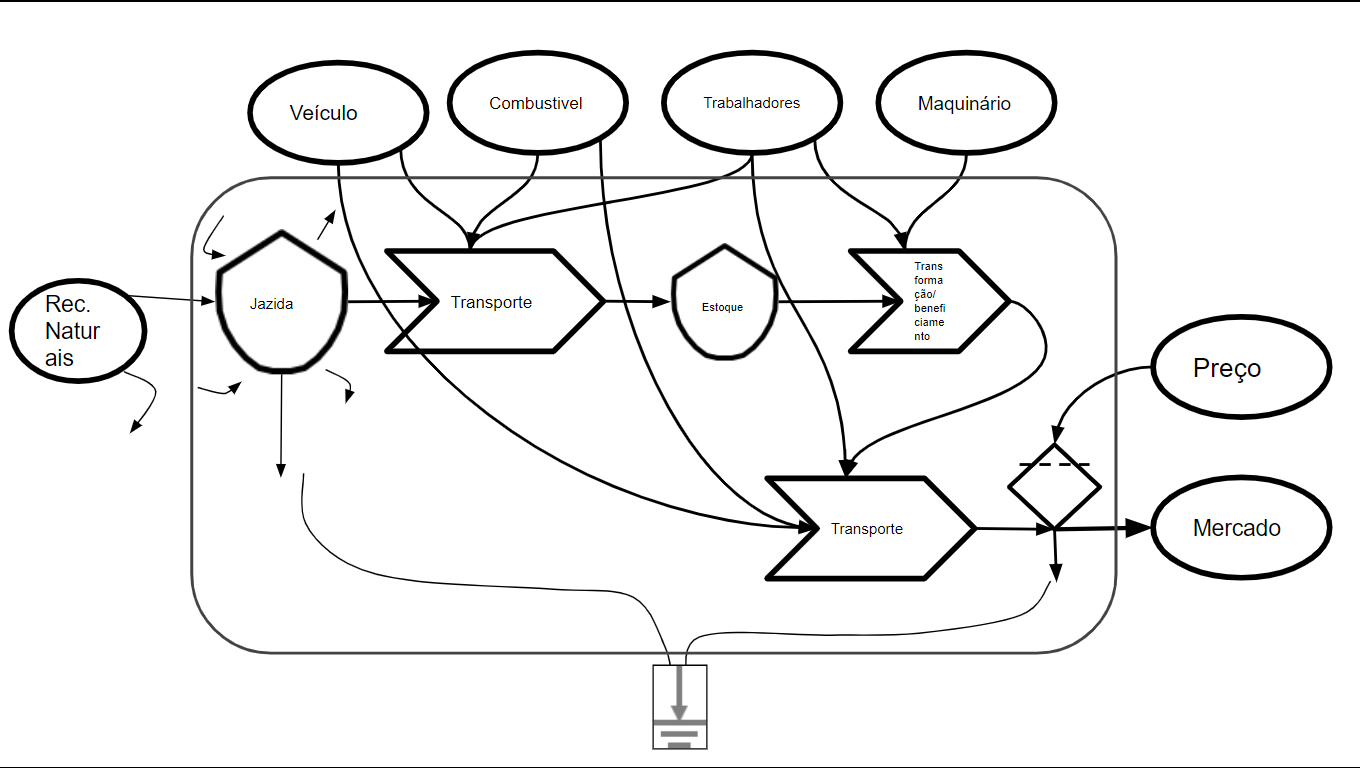 Veículo
Combustivel
Trabalhadores
Maquinário
Rec.
Natur
ais
Jazida
Transporte
Estoque
Trans
forma
ção/
benefi
ciame
nto
Preço
Transporte
Mercado